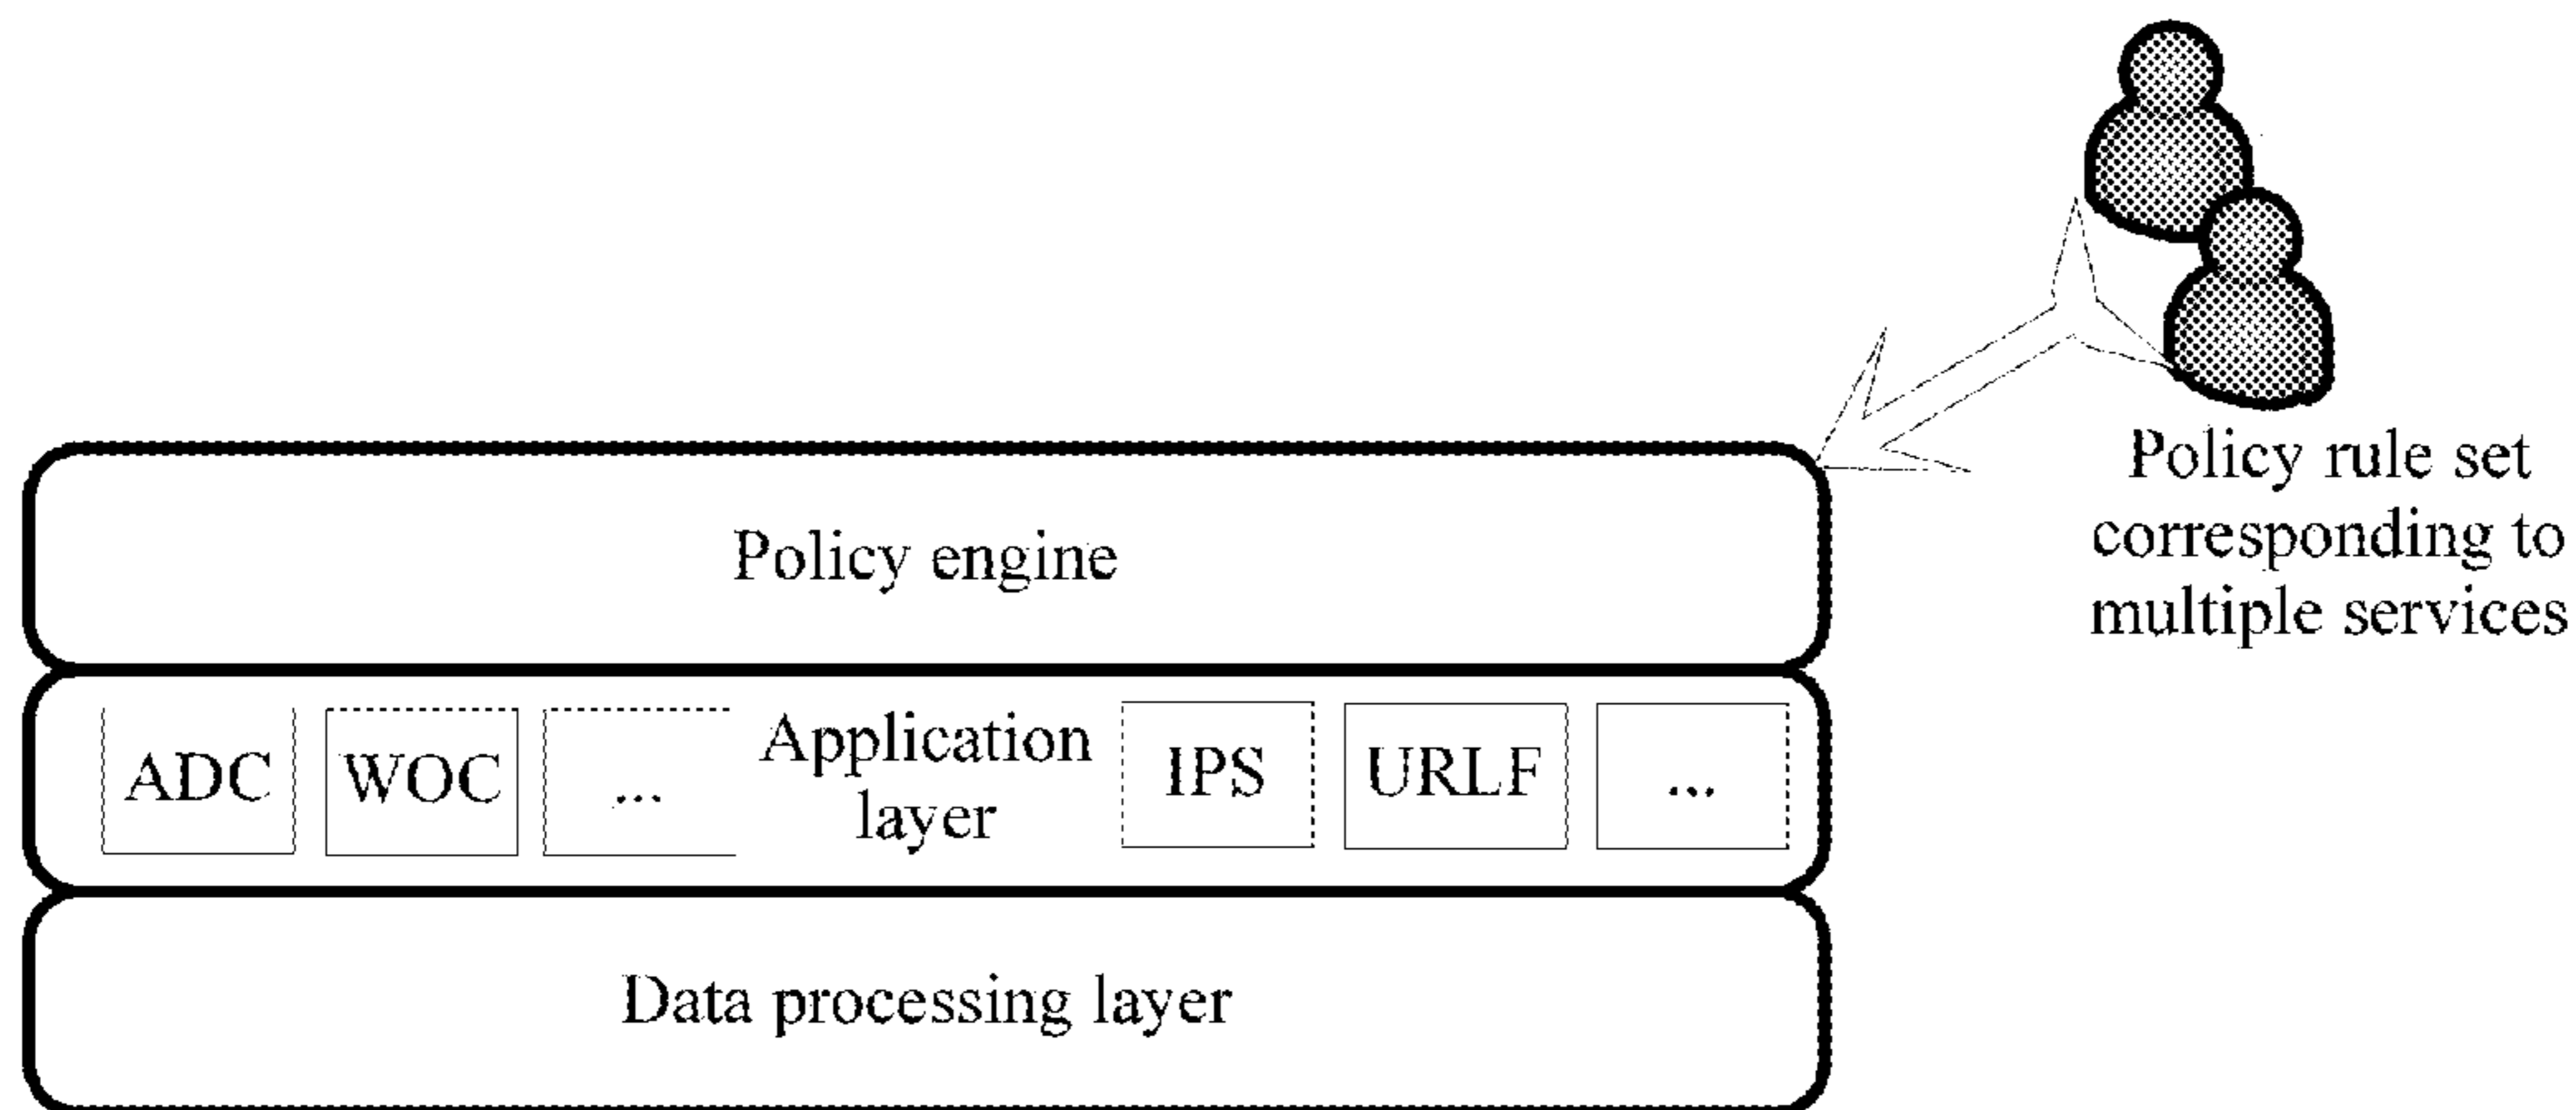 Policy rule set
corresponding to
multiple services
Policy engine
ADC WOC ... Application
layer IPS URLF ...
Data processing layer